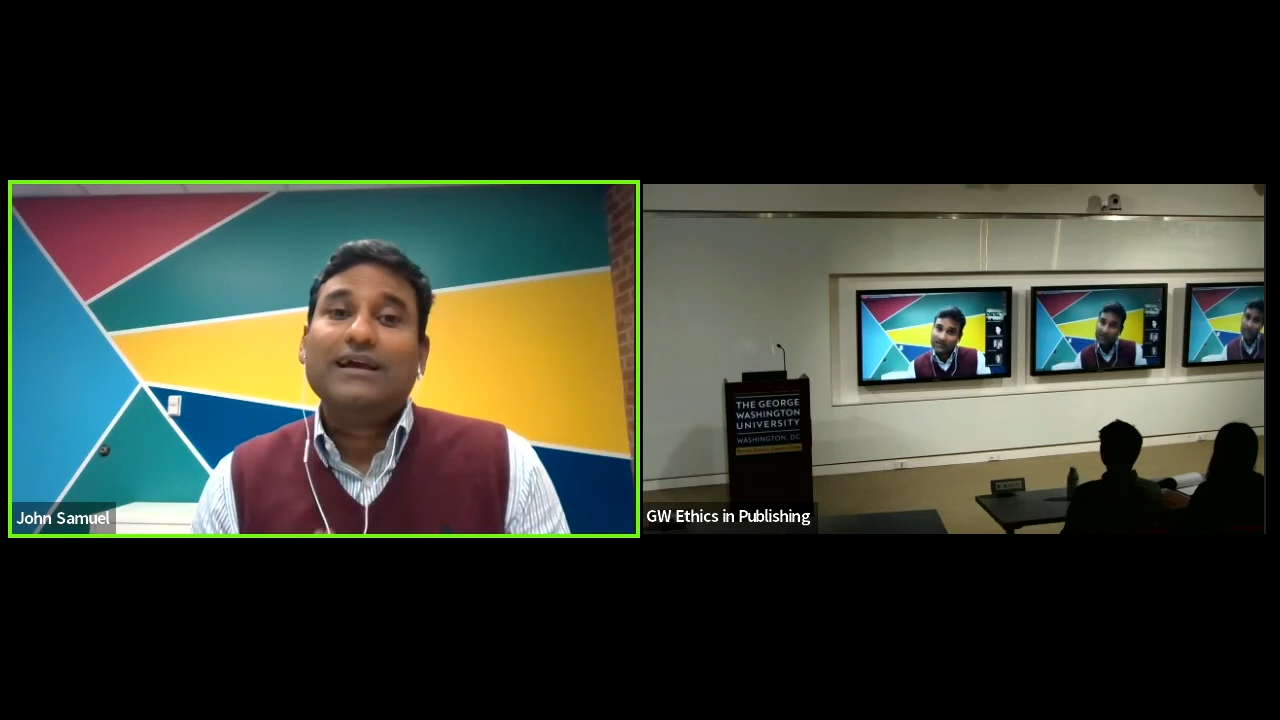 John Samuel
THE GEORGE
WASHINGTON
UNIVERSITY
WASHINGTON, DC
GW Ethics in Publishing